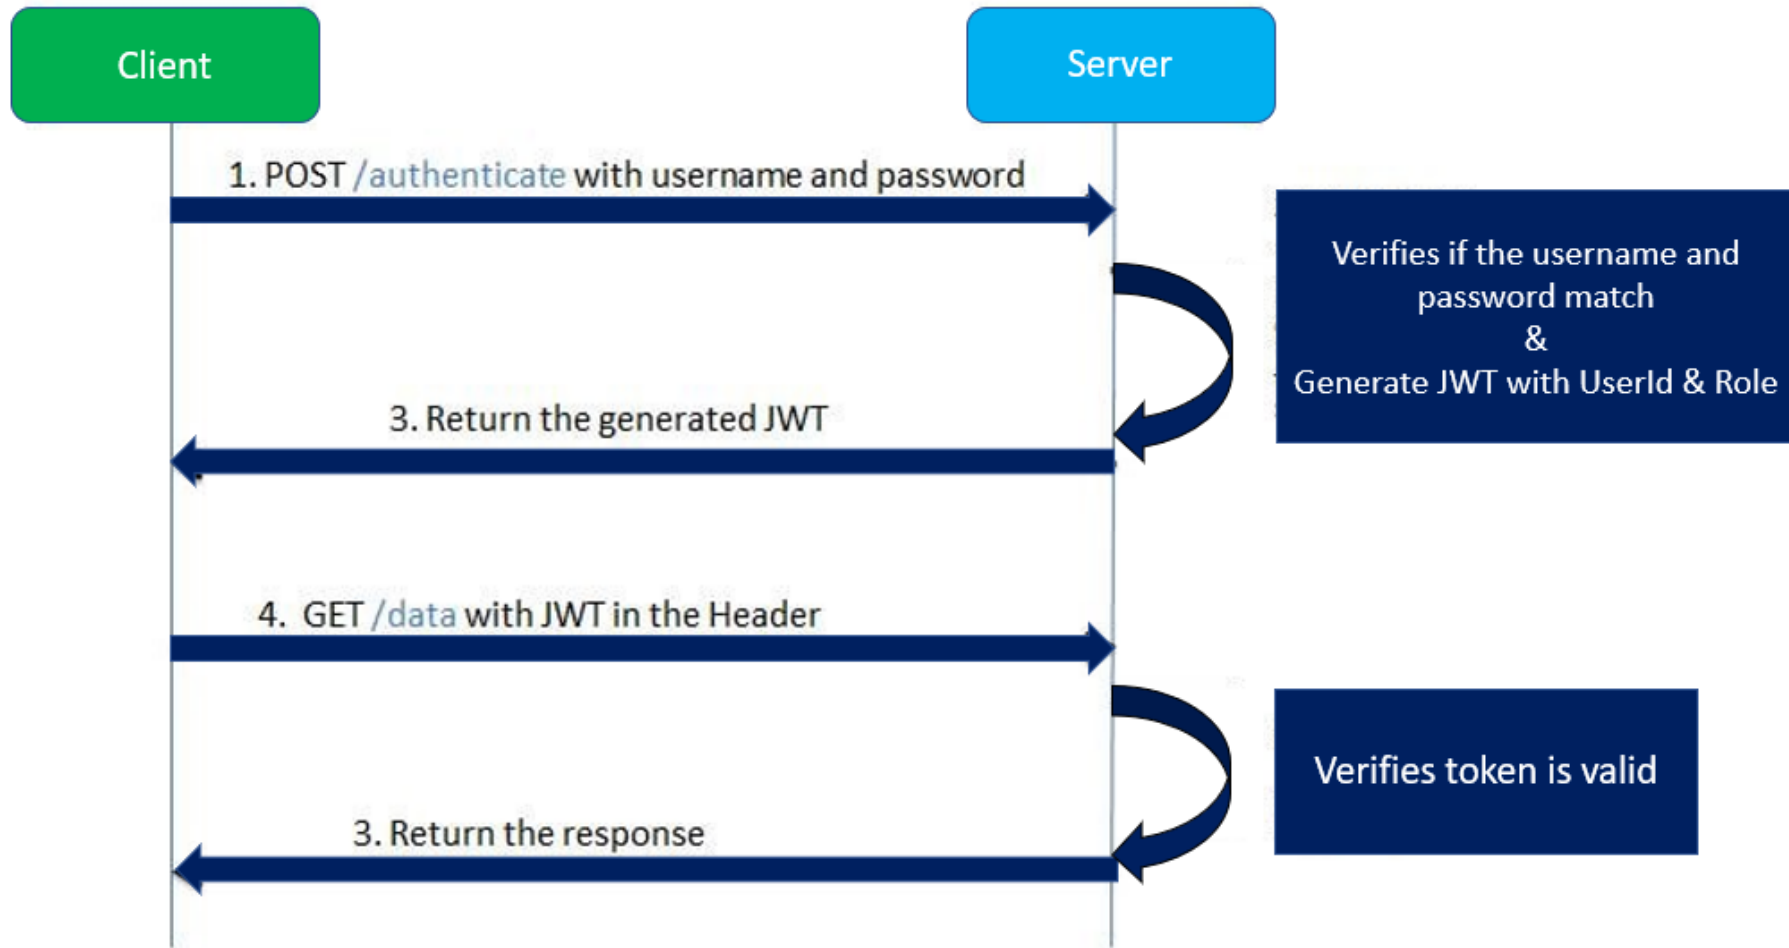 Client
Server
1. POST /authenticate with username and password
Verifies if the username and
password match
&
Generate JWT with UserId & Role
3. Return the generated JWT
4. GET /data with JWT in the Header
Verifies token is valid
3. Return the response